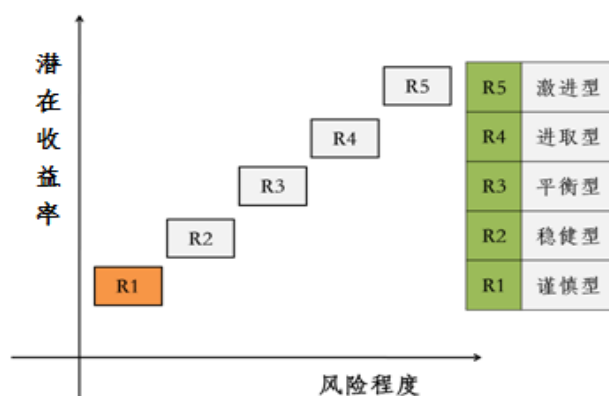 潜在收益率
R5
R4
R3
R2
R1
风险程度
R5 激进型
R4 进取型
R3 平衡型
R2 稳健型
R1 谨慎型